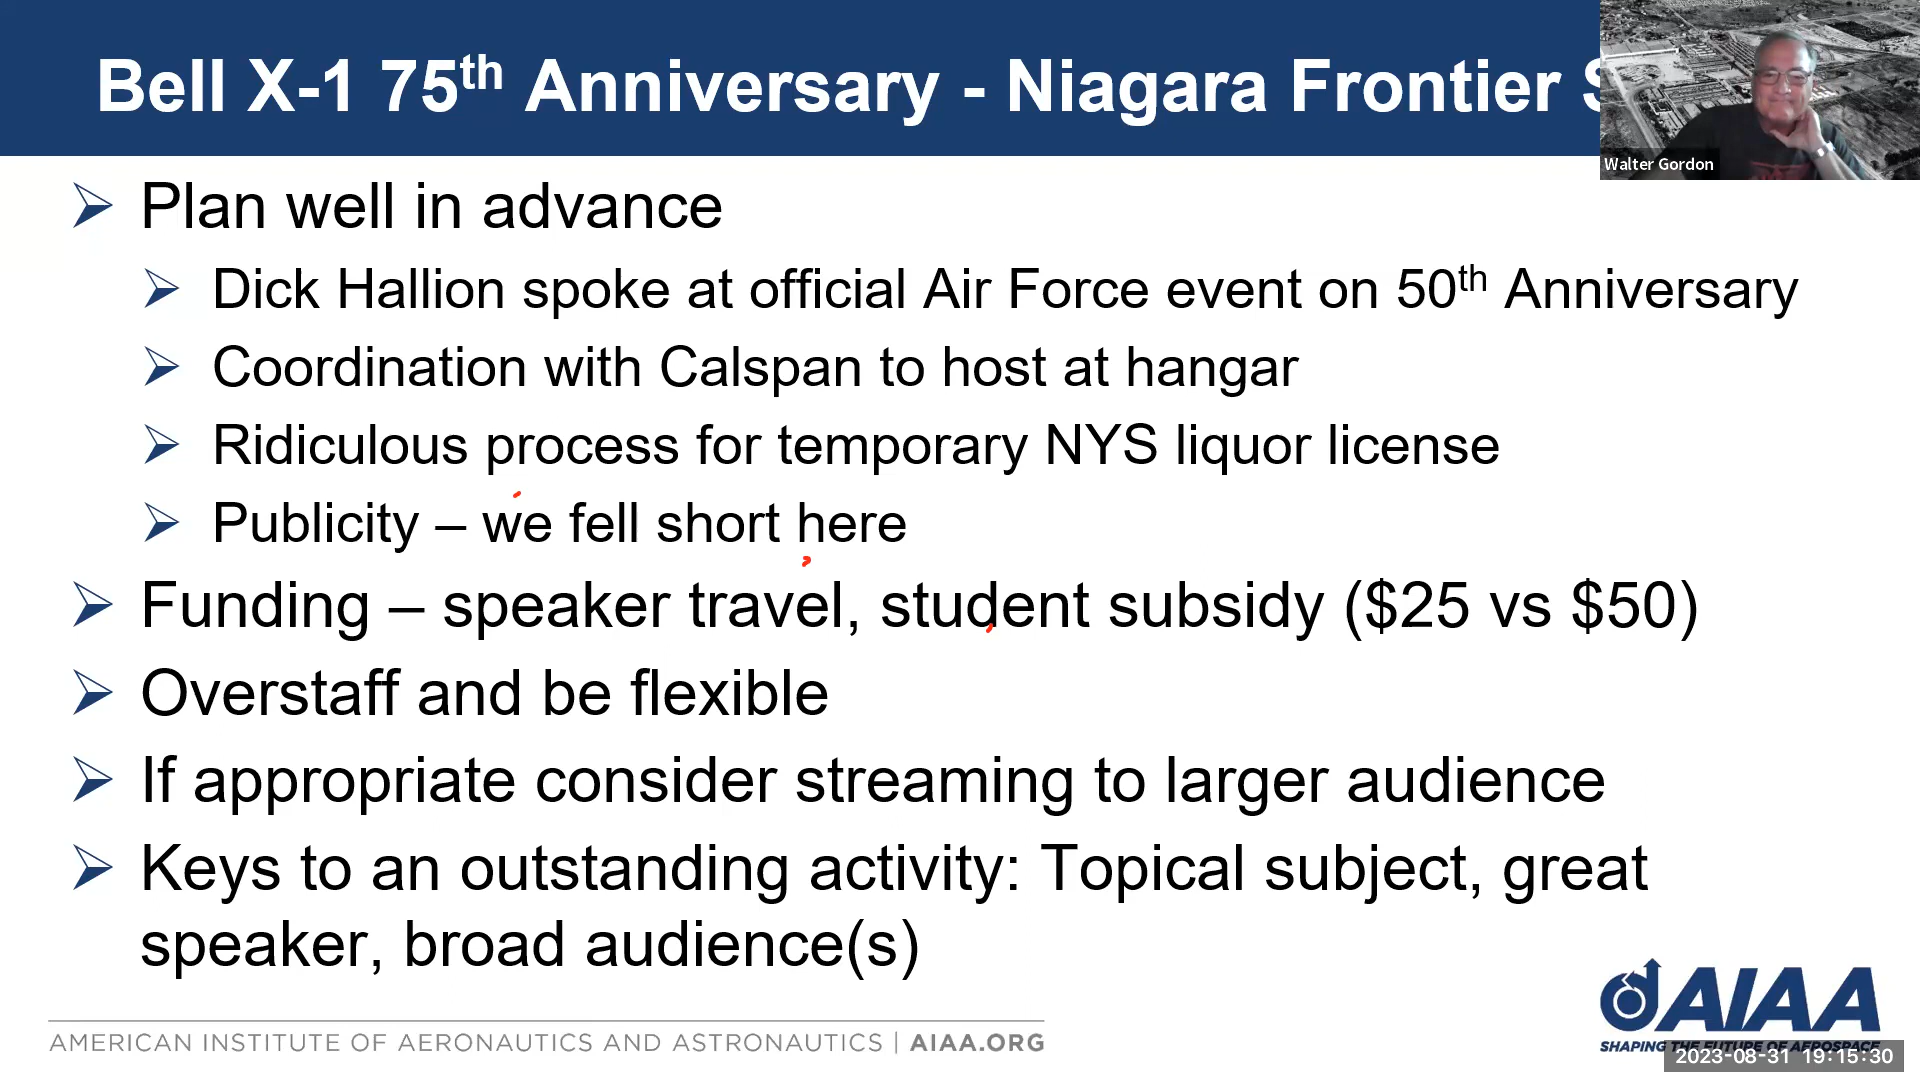 Bell X-1 75th Anniversary - Niagara Frontier
Walter Gordon
Plan well in advance
Dick Hallion spoke at official Air Force event on 50th Anniversary
Coordination with Calspan to host at hangar
Ridiculous process for temporary NYS liquor license
Publicity – we fell short here
Funding – speaker travel, student subsidy ($25 vs $50)
Overstaff and be flexible
If appropriate consider streaming to larger audience
Keys to an outstanding activity: Topical subject, great
speaker, broad audience(s)
AIAA
SHAPING THE FUTURE OF AEROSPACE
AMERICAN INSTITUTE OF AERONAUTICS AND ASTRONAUTICS | AIAA.ORG
2023-08-31 19:15:30